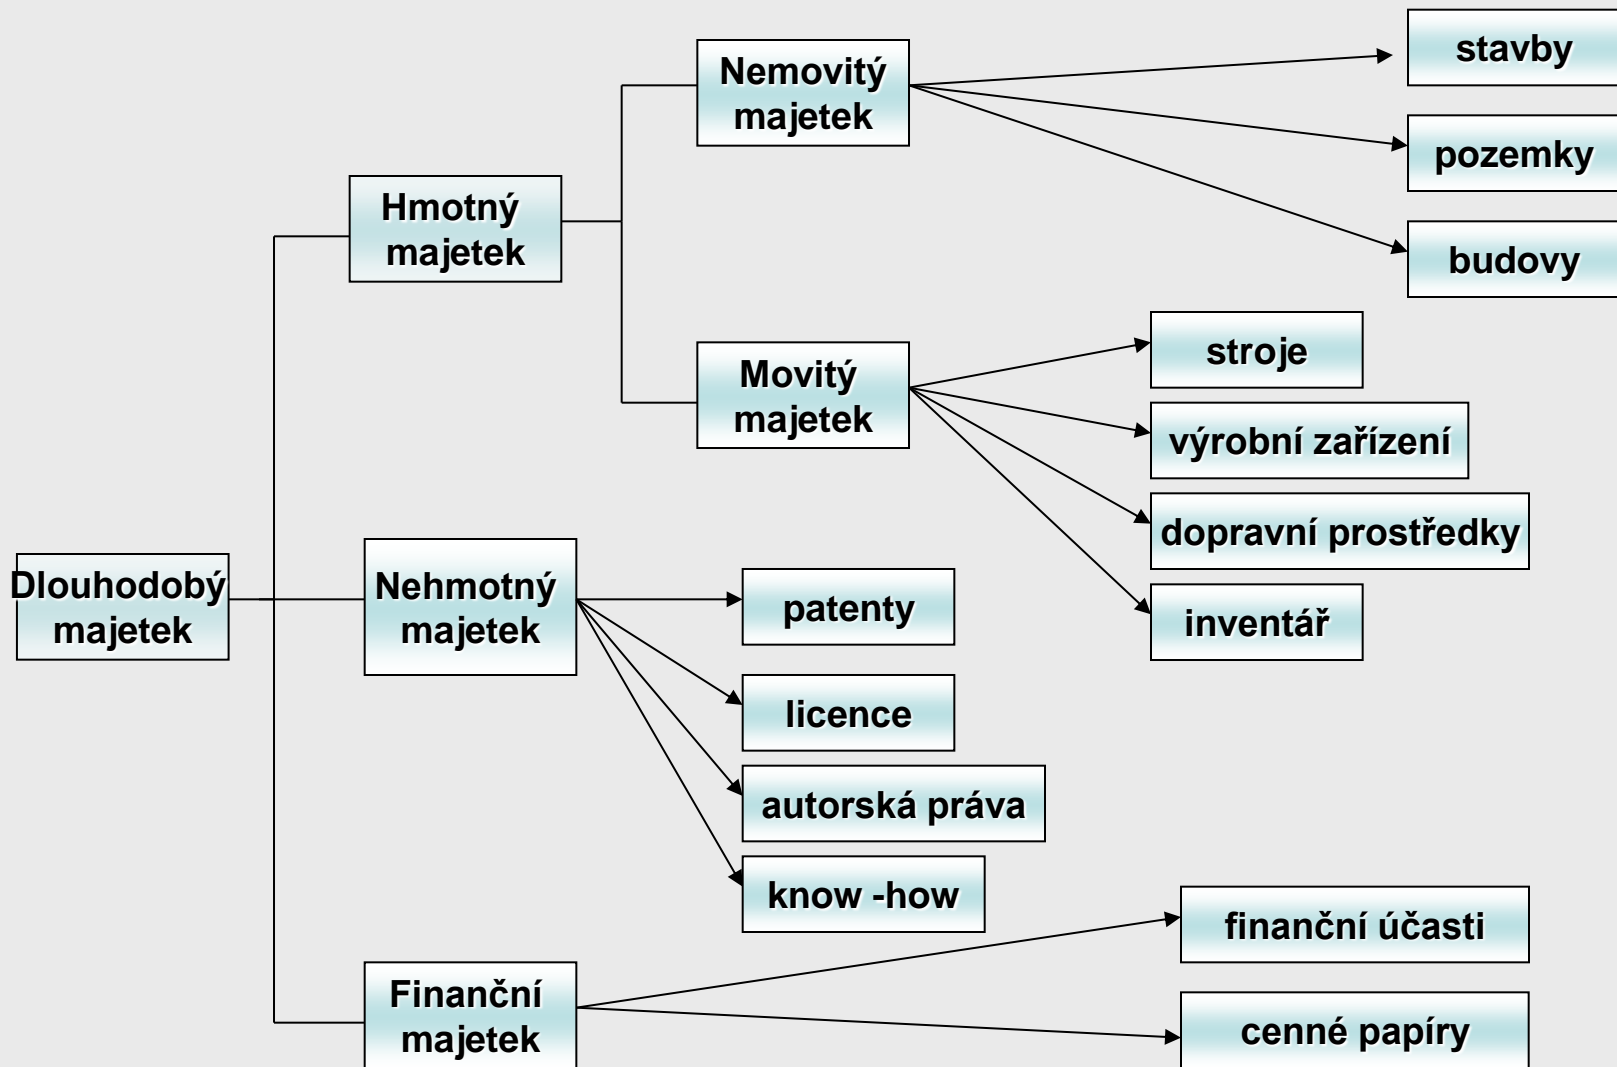 Dlouhodobý
majetek
Hmotný
majetek
Nemovitý
majetek
stavby
pozemky
budovy
Movitý
majetek
stroje
výrobní zařízení
dopravní prostředky
inventář
Nehmotný
majetek
patenty
licence
autorská práva
know -how
Finanční
majetek
finanční účasti
cenné papíry